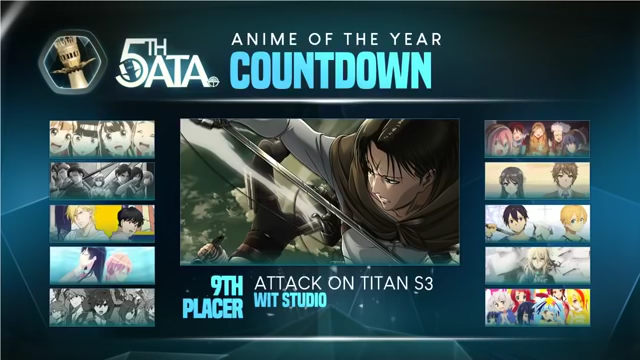 5TH
ATA
ANIME OF THE YEAR
COUNTDOWN
9TH
PLACER
ATTACK ON TITAN S3
WIT STUDIO